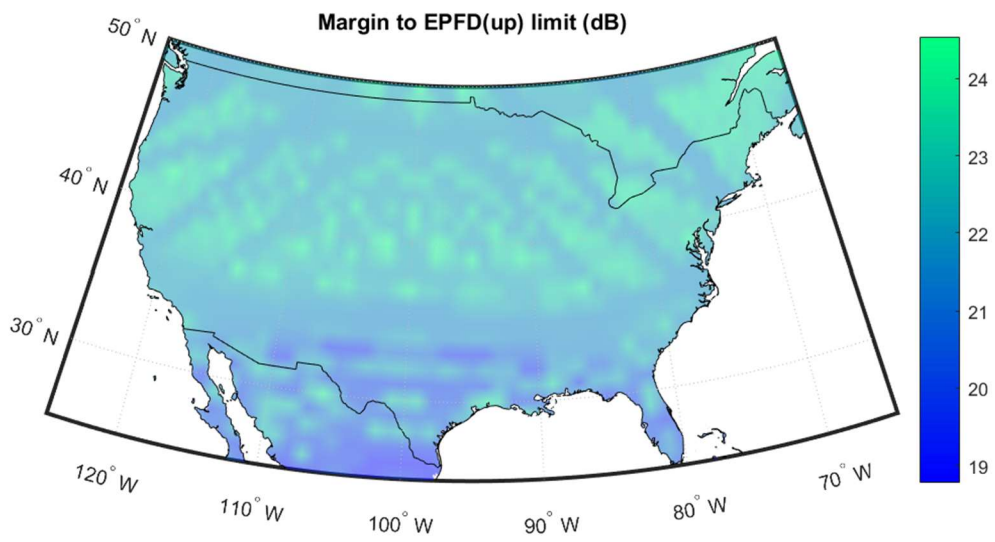 Margin to EPFD(up) limit (dB)
50° N
40° N
30° N
120° W
110° W
100° W
90° W
80° W
70° W
24
23
22
21
20
19